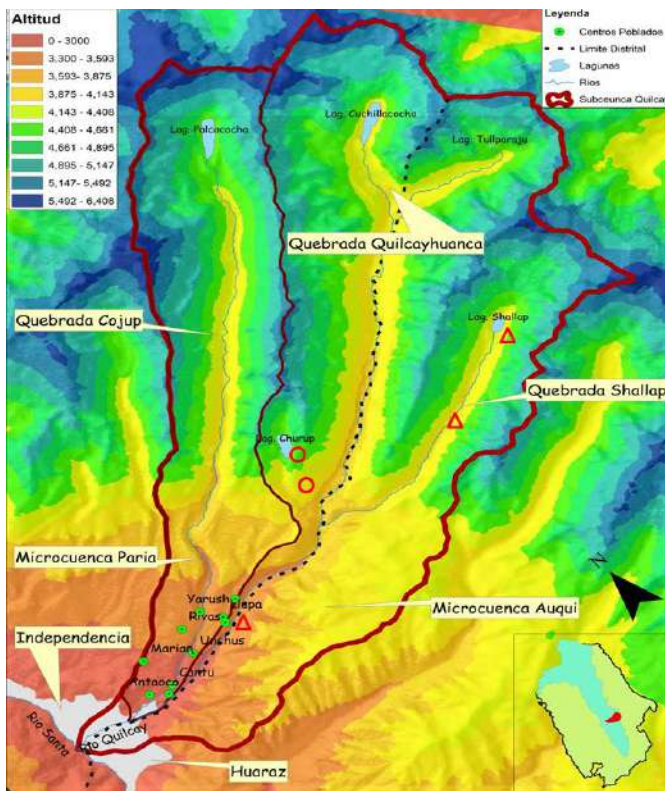 Altitud
0 - 3000
3,300 - 3,593
3,593- 3,875
3,875 - 4,143
4,143 - 4,408
4,408 - 4,661
4,661 - 4,895
4,895 - 5,147
5,147- 5,492
5,492 - 6,408
Leyenda
Centros Poblados
Limite Distrital
Lagunas
Rios
Subcuenca Quilcay
Lag. Palcacocha
Lag. Cuchillacocha
Lag. Tullparaju
Quebrada Quilcayhuanca
Quebrada Cojup
Lag. Shallap
Quebrada Shallap
Lag. Churup
Microcuenca Paria
N
Yarush
Rivas
Microcuenca Auqui
Independencia
Unchus
Marian
Cantu
Antaoco
Rio Santa
Rio Quilcay
Huaraz